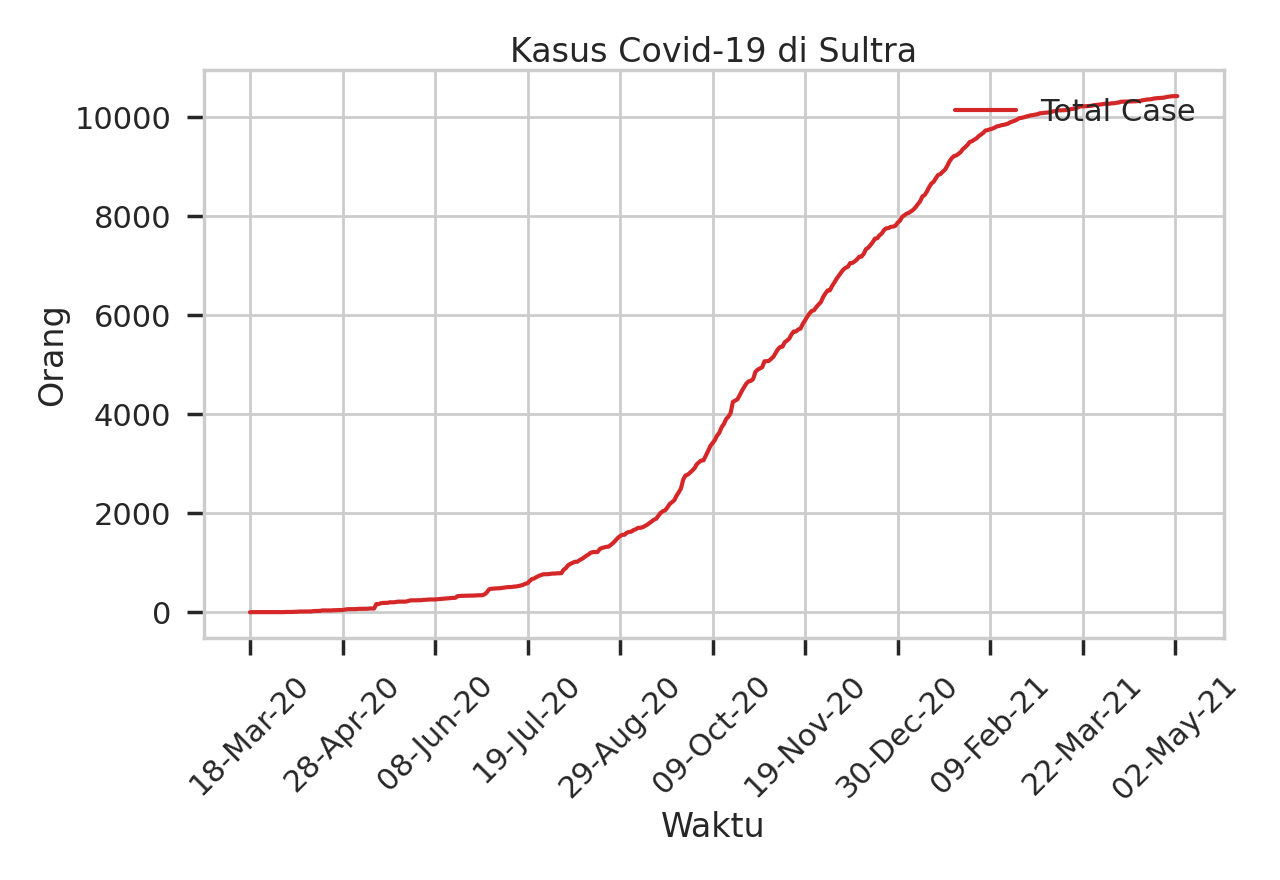 Kasus Covid-19 di Sultra
Total Case
Orang
10000
8000
6000
4000
2000
0
18-Mar-20
28-Apr-20
08-Jun-20
19-Jul-20
29-Aug-20
09-Oct-20
19-Nov-20
30-Dec-20
09-Feb-21
22-Mar-21
02-May-21
Waktu